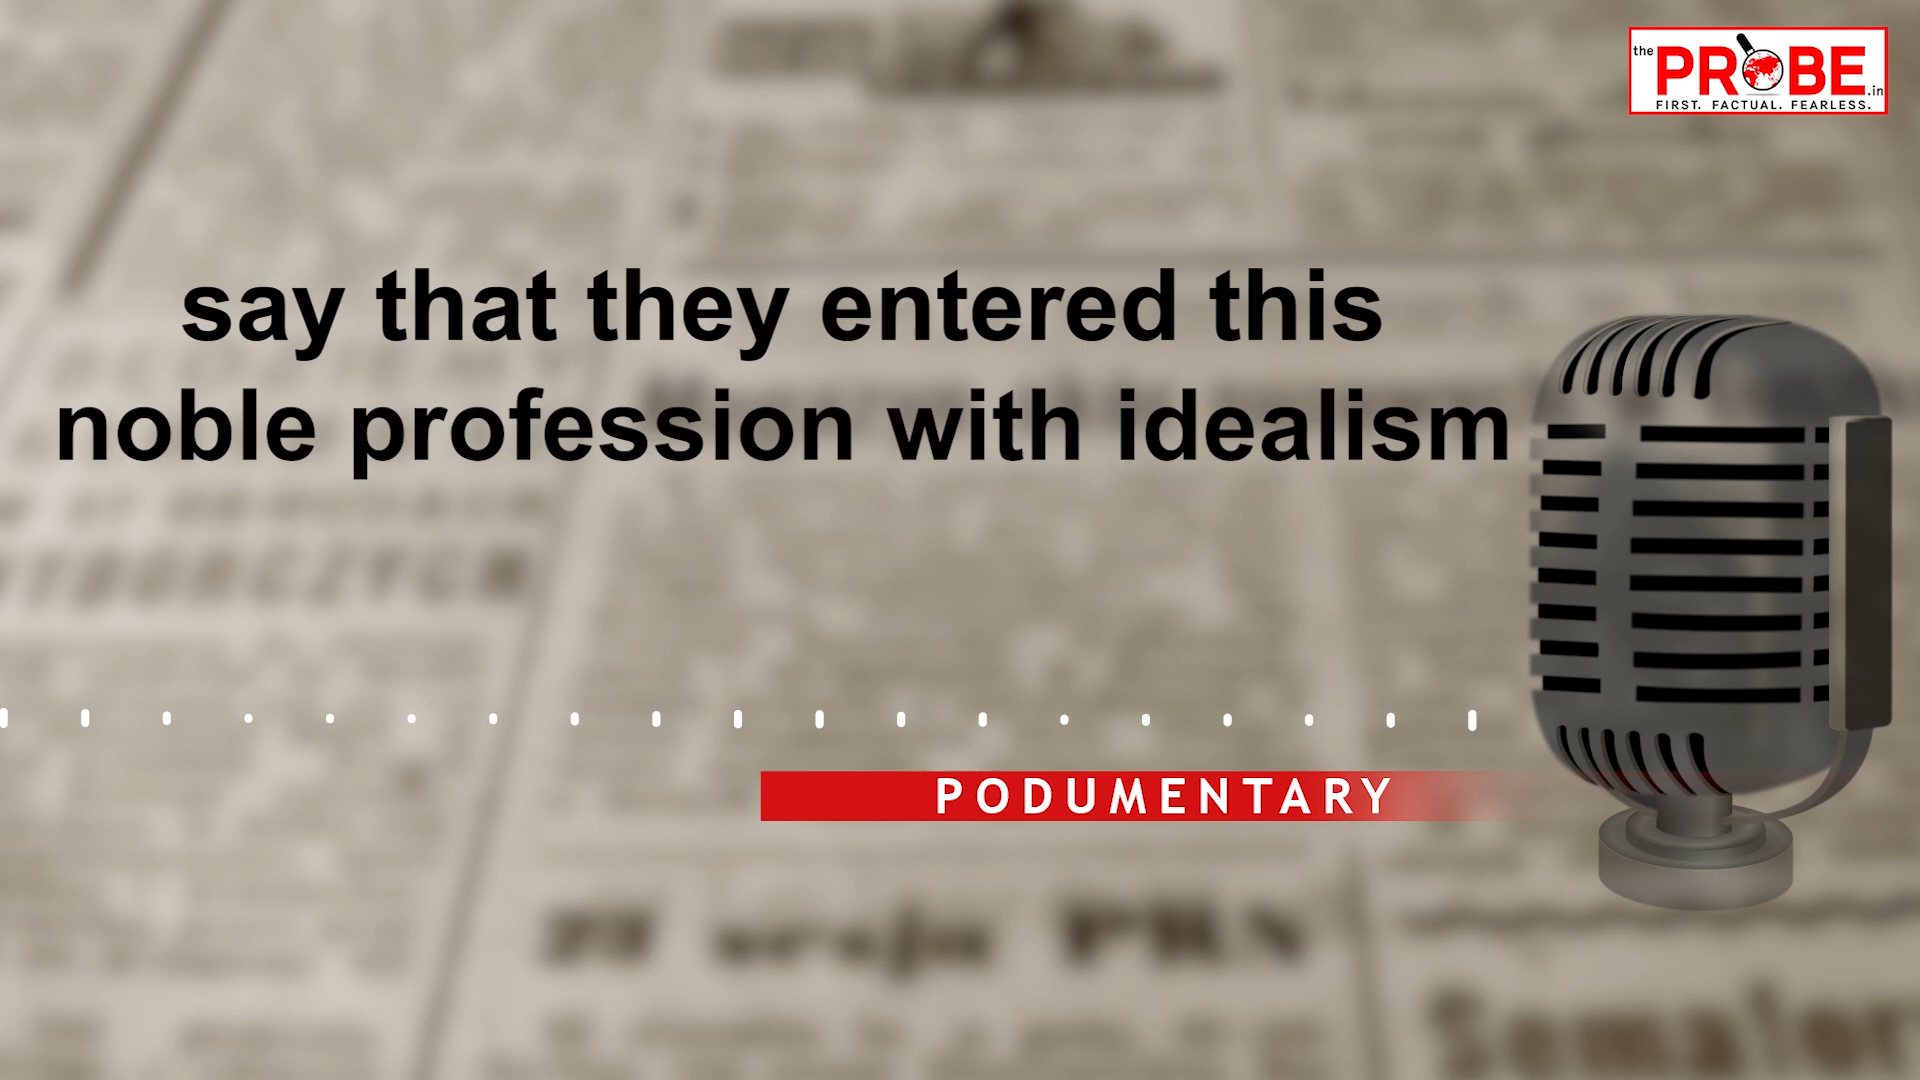 the PROBE.in
FIRST. FACTUAL. FEARLESS.
say that they entered this
noble profession with idealism
PODUMENTARY